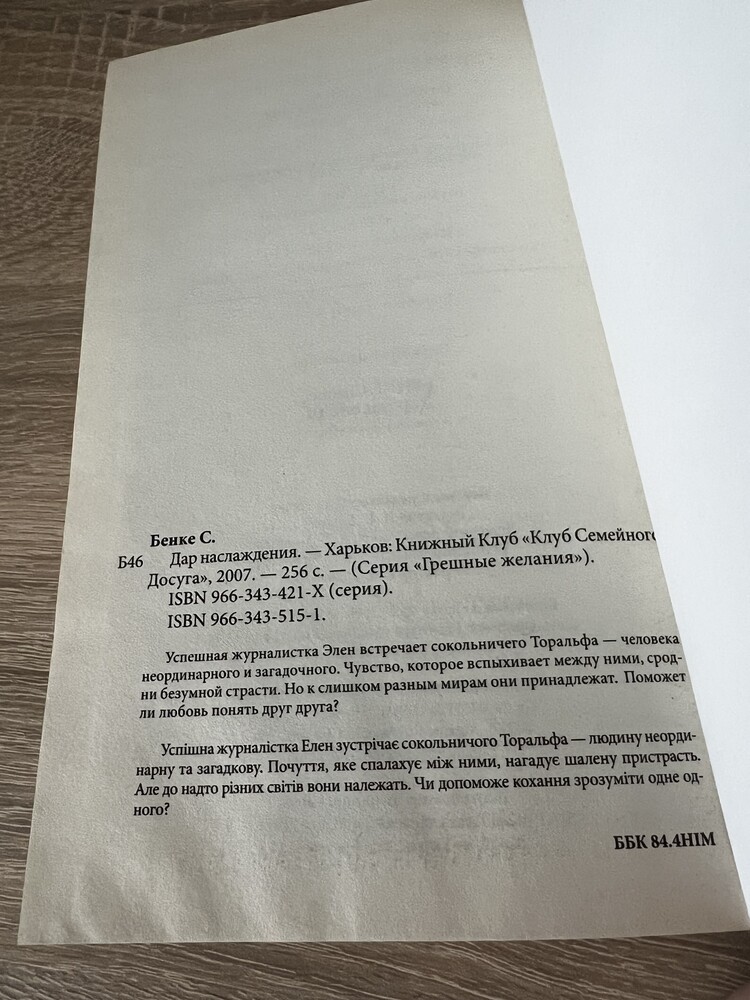 Бенке С.
Б46 Дар наслаждения. — Харьков: Книжный Клуб «Клуб Семейного
Досуга», 2007. — 256 с. — (Серия «Грешные желания»).
ISBN 966-343-421-X (серия).
ISBN 966-343-515-1.
Успешная журналистка Элен встречает сокольничего Торальфа — человека
неординарного и загадочного. Чувство, которое вспыхивает между ними, срод-
ни безумной страсти. Но к слишком разным мирам они принадлежат. Поможет
ли любовь понять друг друга?
Успішна журналістка Елен зустрічає сокольничого Торальфа — людину неорди-
нарну та загадкову. Почуття, яке спалахує між ними, нагадує шалену пристрасть.
Але до надто різних світів вони належать. Чи допоможе кохання зрозуміти одне од-
ного?
ББК 84.4НІМ